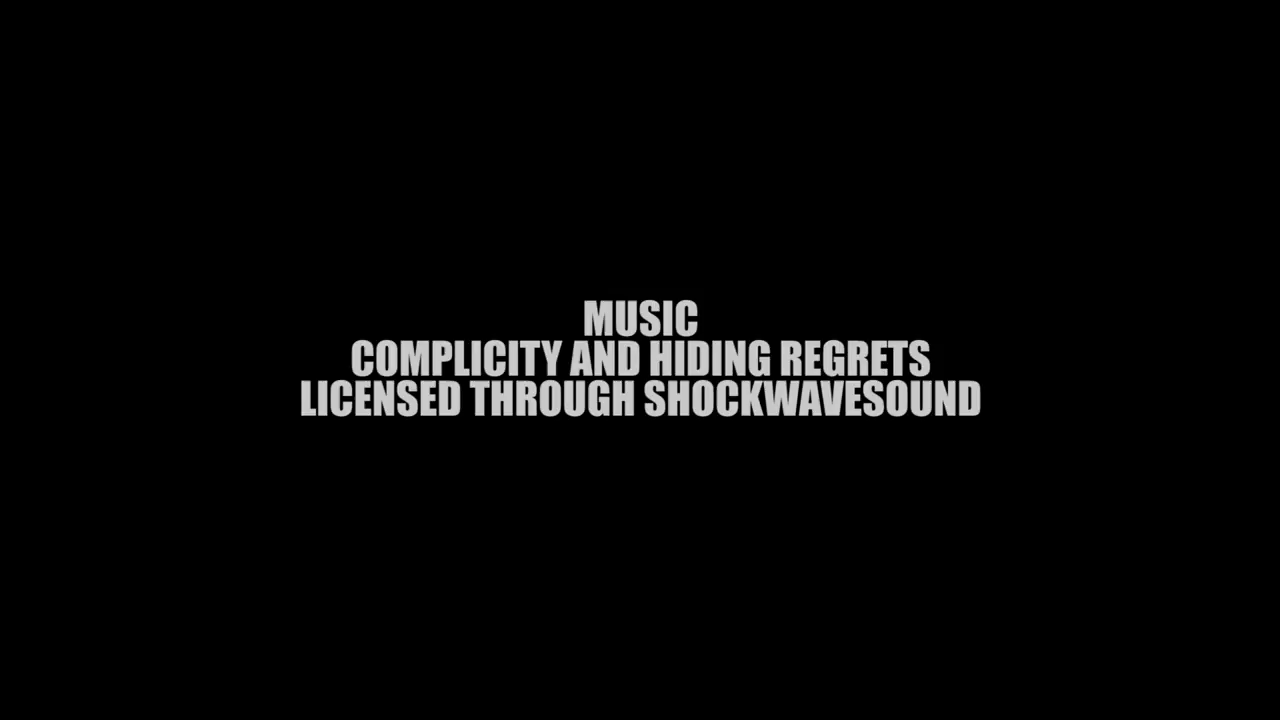 MUSIC
COMPLICITY AND HIDING REGRETS
LICENSED THROUGH SHOCKWAVESOUND